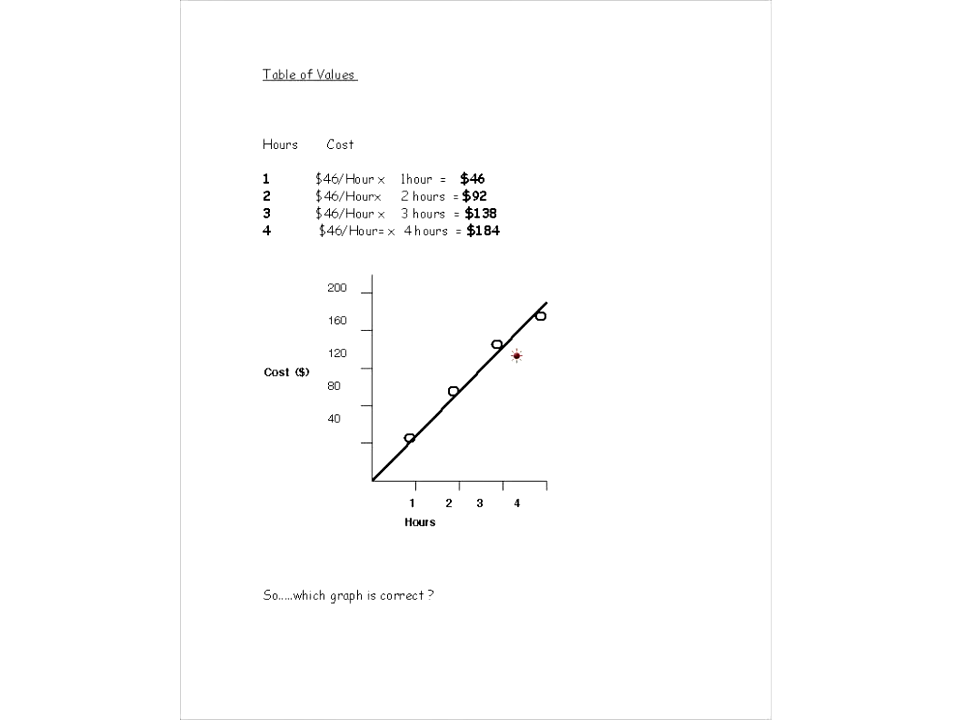 Table of Values
Hours Cost
1 $46/Hour x 1hour = $46
2 $46/Hourx 2 hours = $92
3 $46/Hour x 3 hours = $138
4 $46/Hour= x 4 hours = $184
200
160
120
Cost ($)
80
40
1 2 3 4
Hours
So.....which graph is correct ?